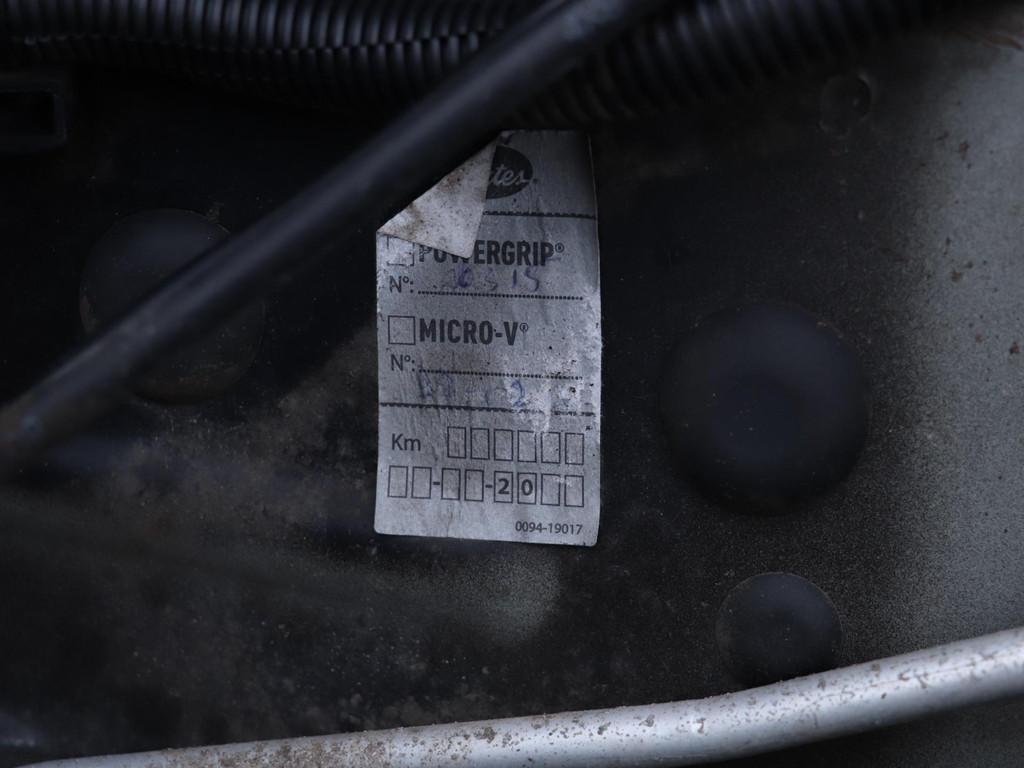 POWERGRIP®
N°:
MICRO-V®
N°:
Km
- - 20
0094-19017